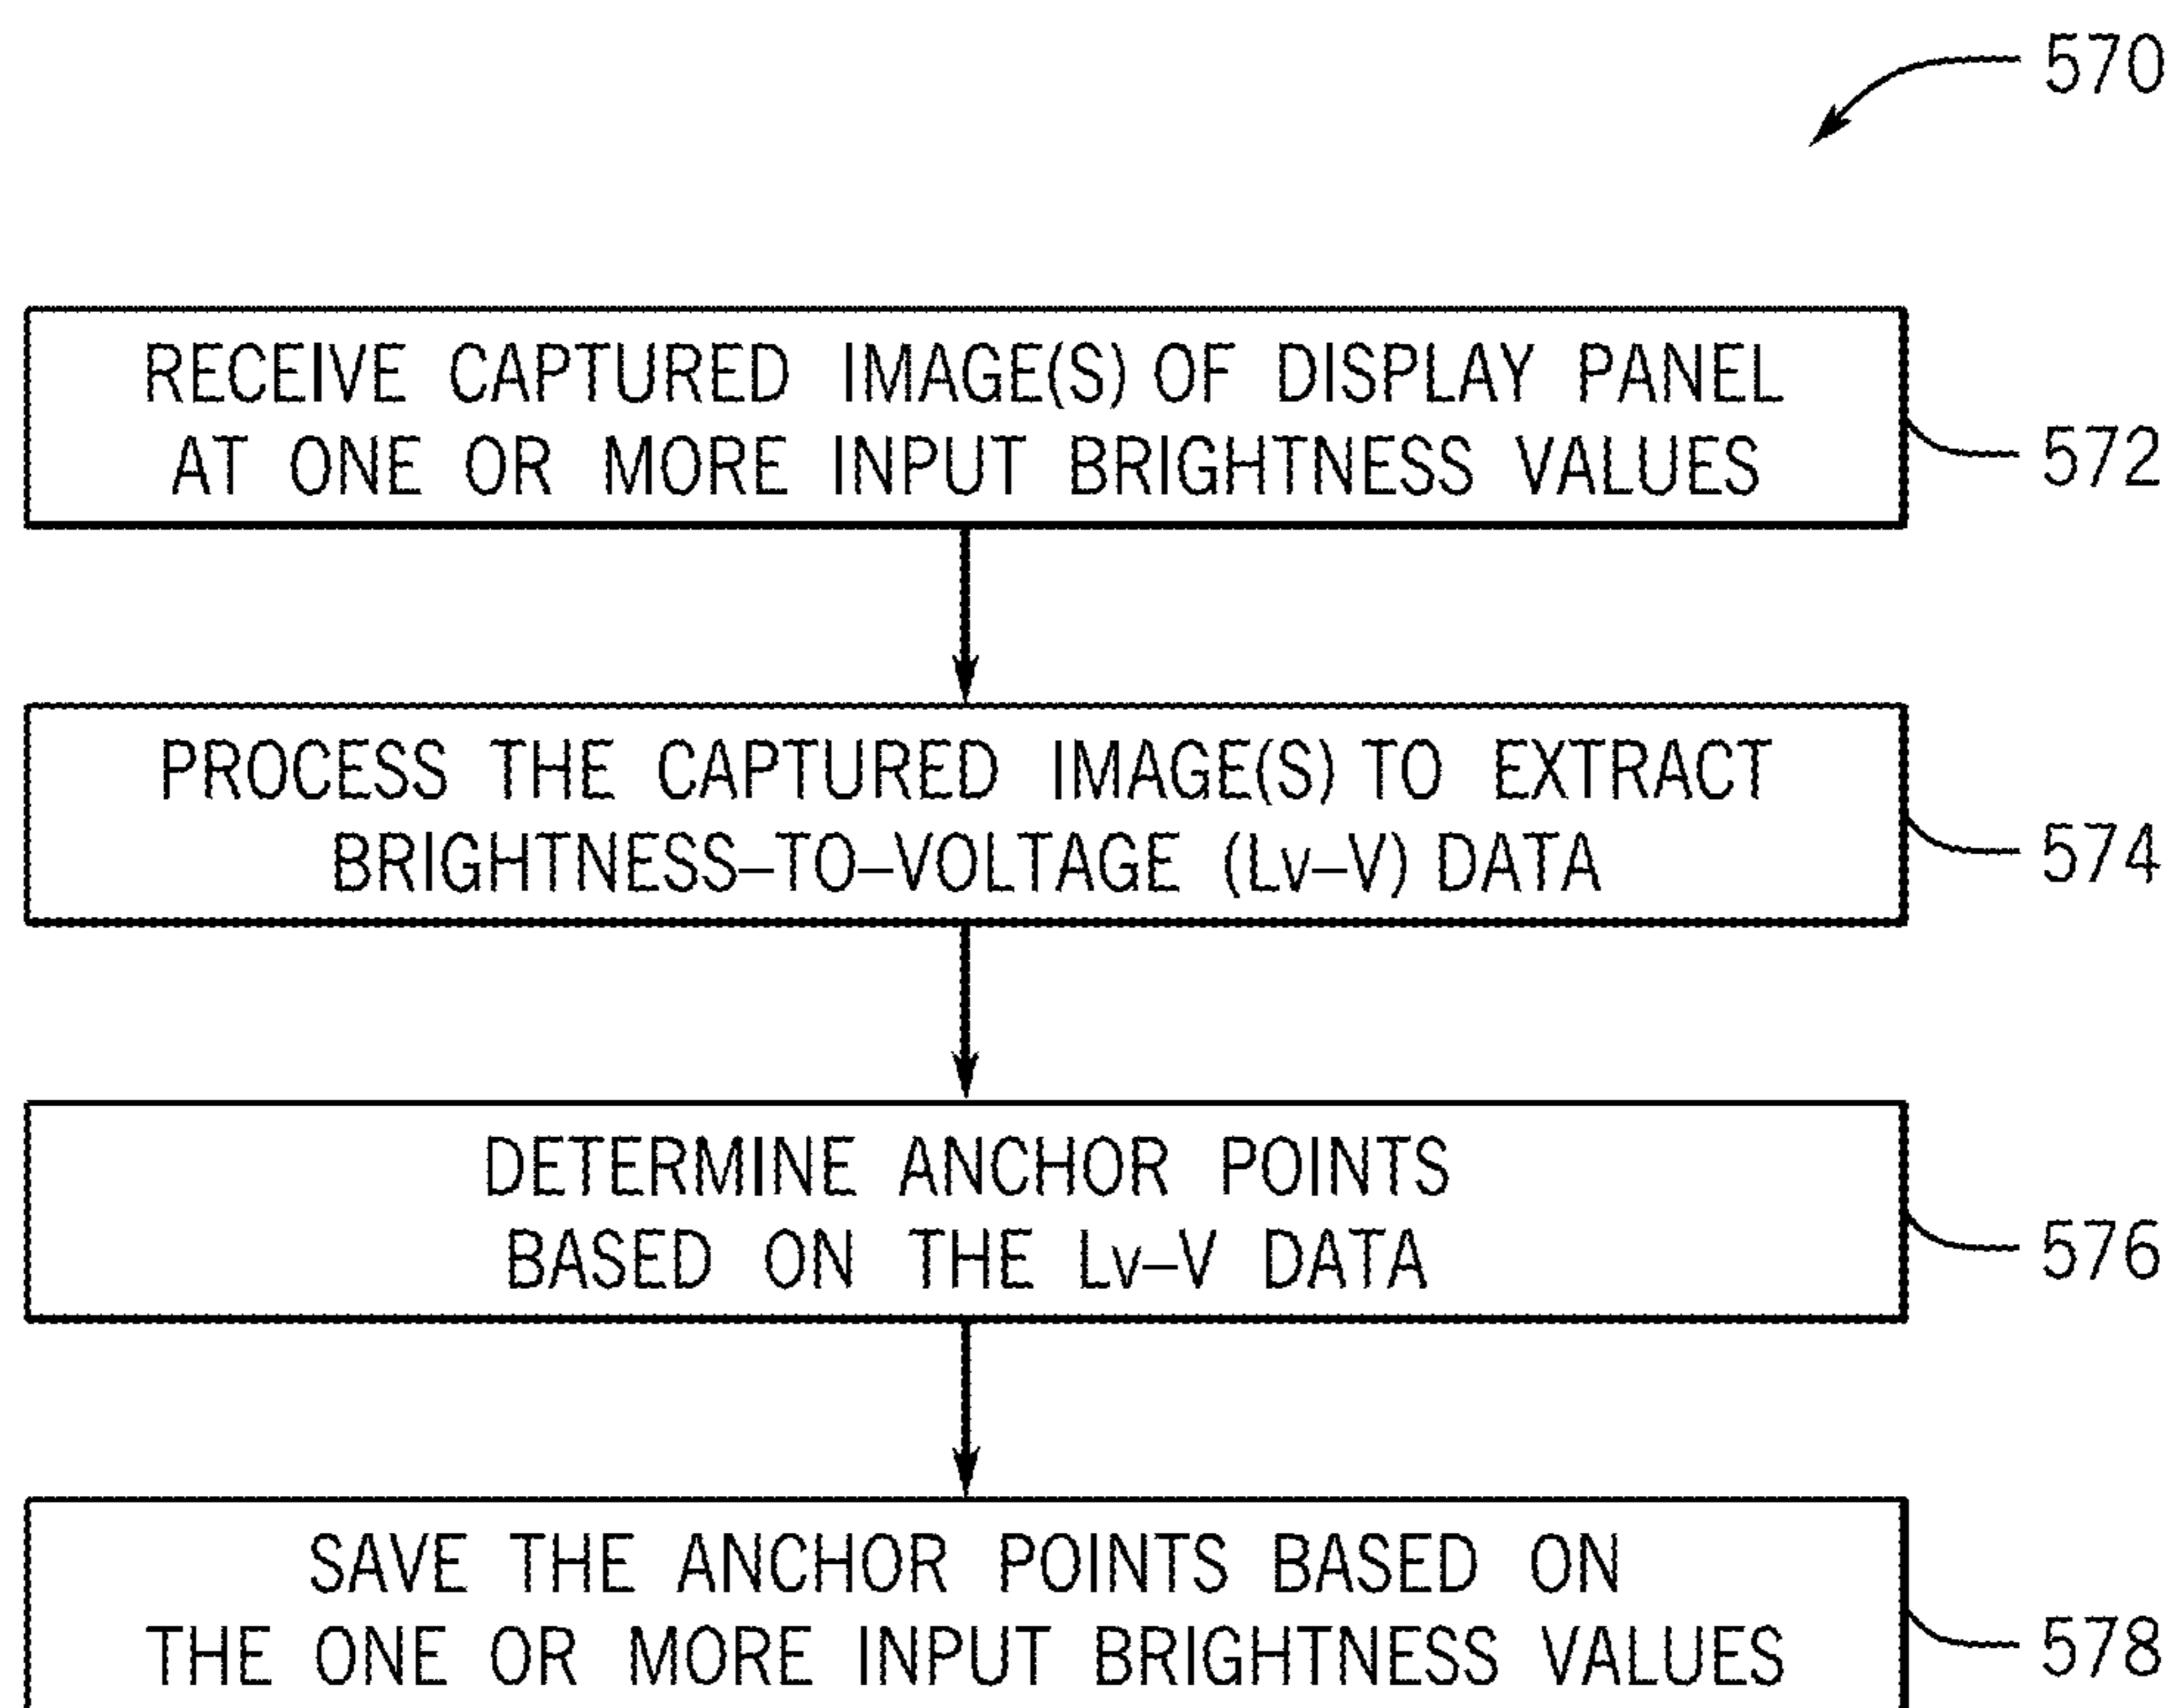 570
RECEIVE CAPTURED IMAGE(S) OF DISPLAY PANEL
AT ONE OR MORE INPUT BRIGHTNESS VALUES
572
PROCESS THE CAPTURED IMAGE(S) TO EXTRACT
BRIGHTNESS–TO–VOLTAGE (Lv–V) DATA
574
DETERMINE ANCHOR POINTS
BASED ON THE Lv–V DATA
576
SAVE THE ANCHOR POINTS BASED ON
THE ONE OR MORE INPUT BRIGHTNESS VALUES
578